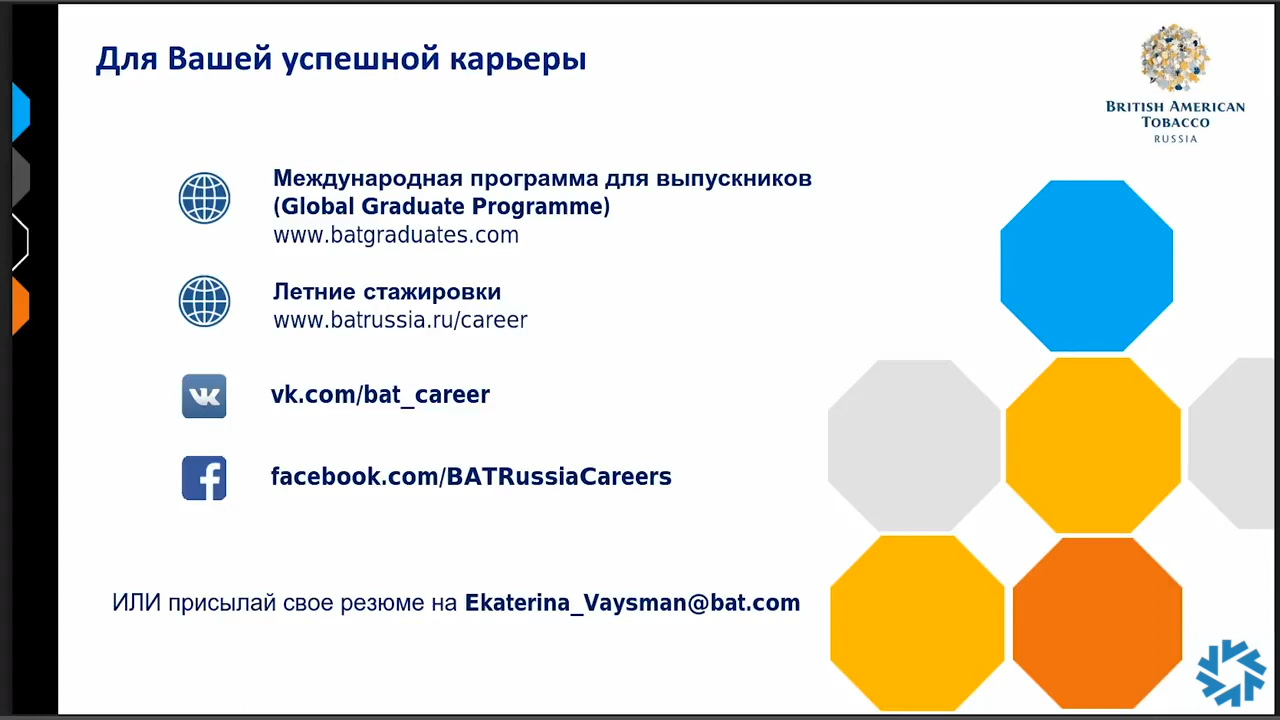 Для Вашей успешной карьеры
BRITISH AMERICAN
TOBACCO
RUSSIA
Международная программа для выпускников
(Global Graduate Programme)
www.batgraduates.com
Летние стажировки
www.batrussia.ru/career
vk.com/bat_career
facebook.com/BATRussiaCareers
ИЛИ присылай свое резюме на Ekaterina_Vaysman@bat.com